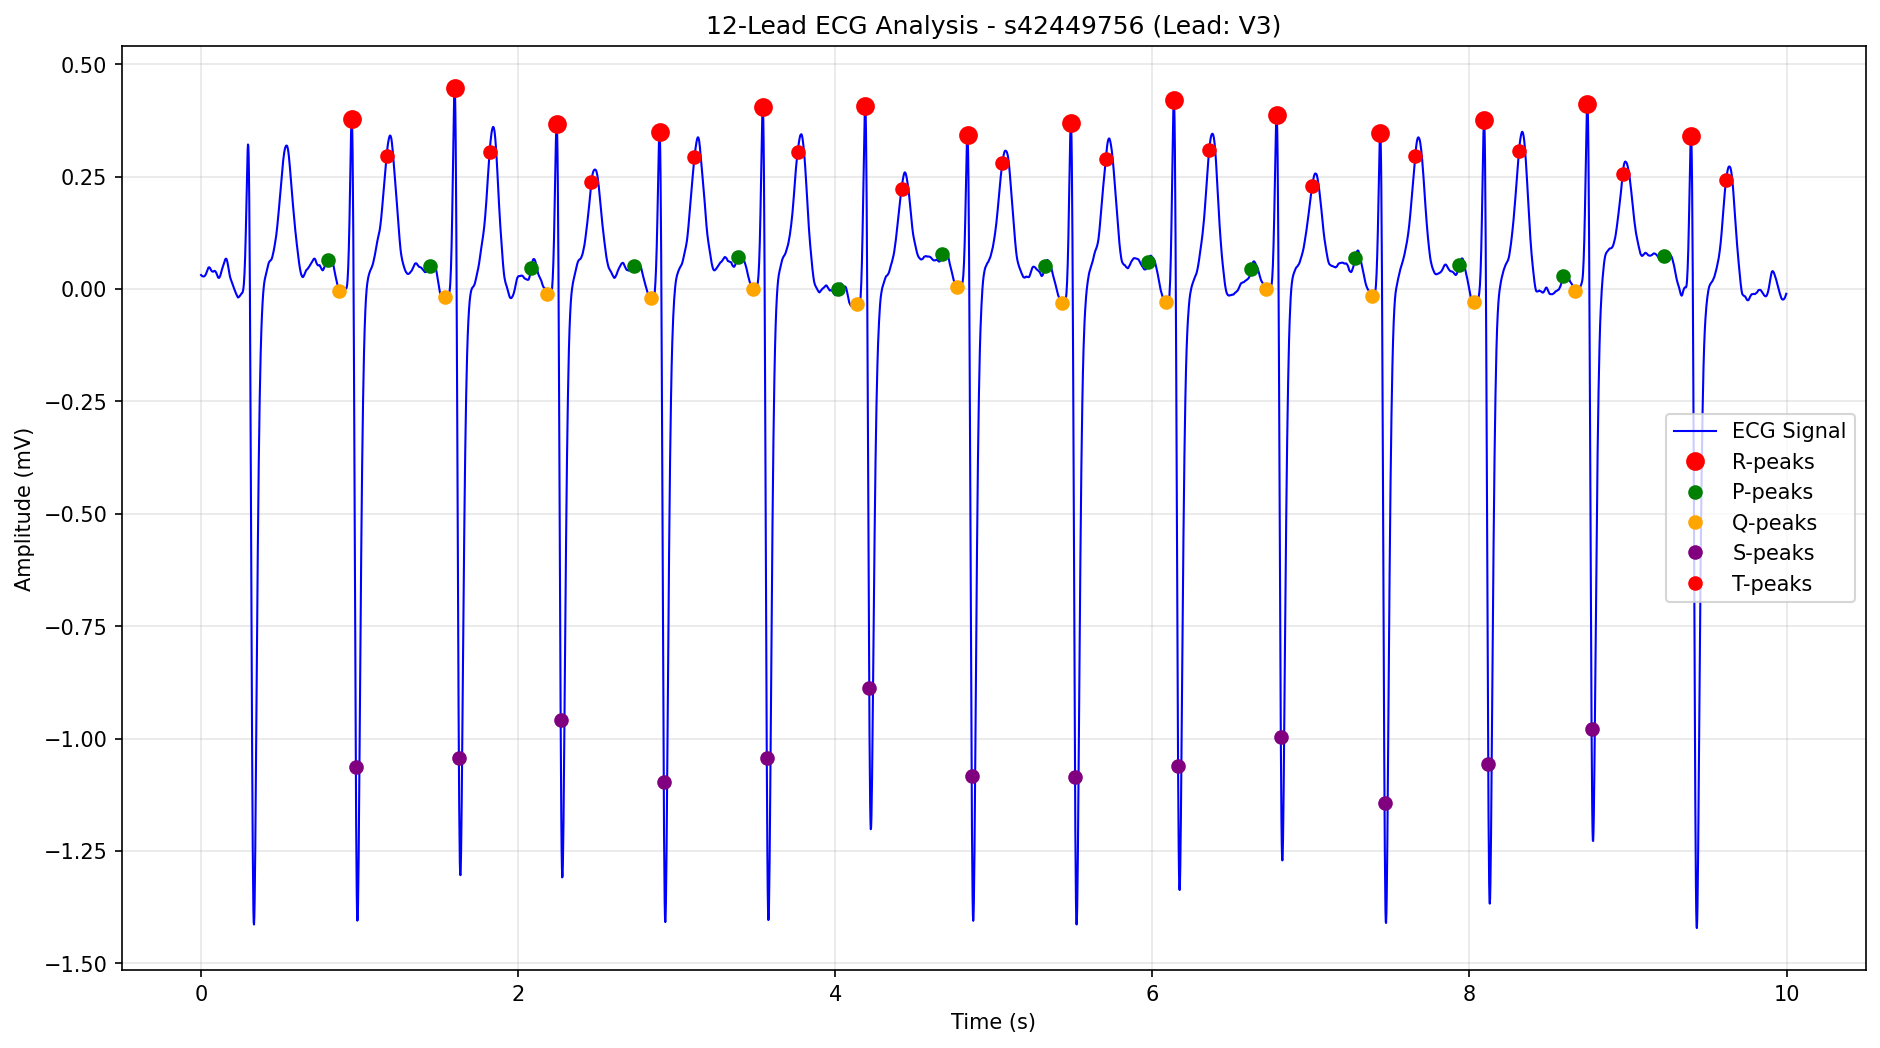 12-Lead ECG Analysis - s42449756 (Lead: V3)
Amplitude (mV)
0.50
0.25
0.00
−0.25
−0.50
−0.75
−1.00
−1.25
−1.50
ECG Signal
R-peaks
P-peaks
Q-peaks
S-peaks
T-peaks
0 2 4 6 8 10
Time (s)